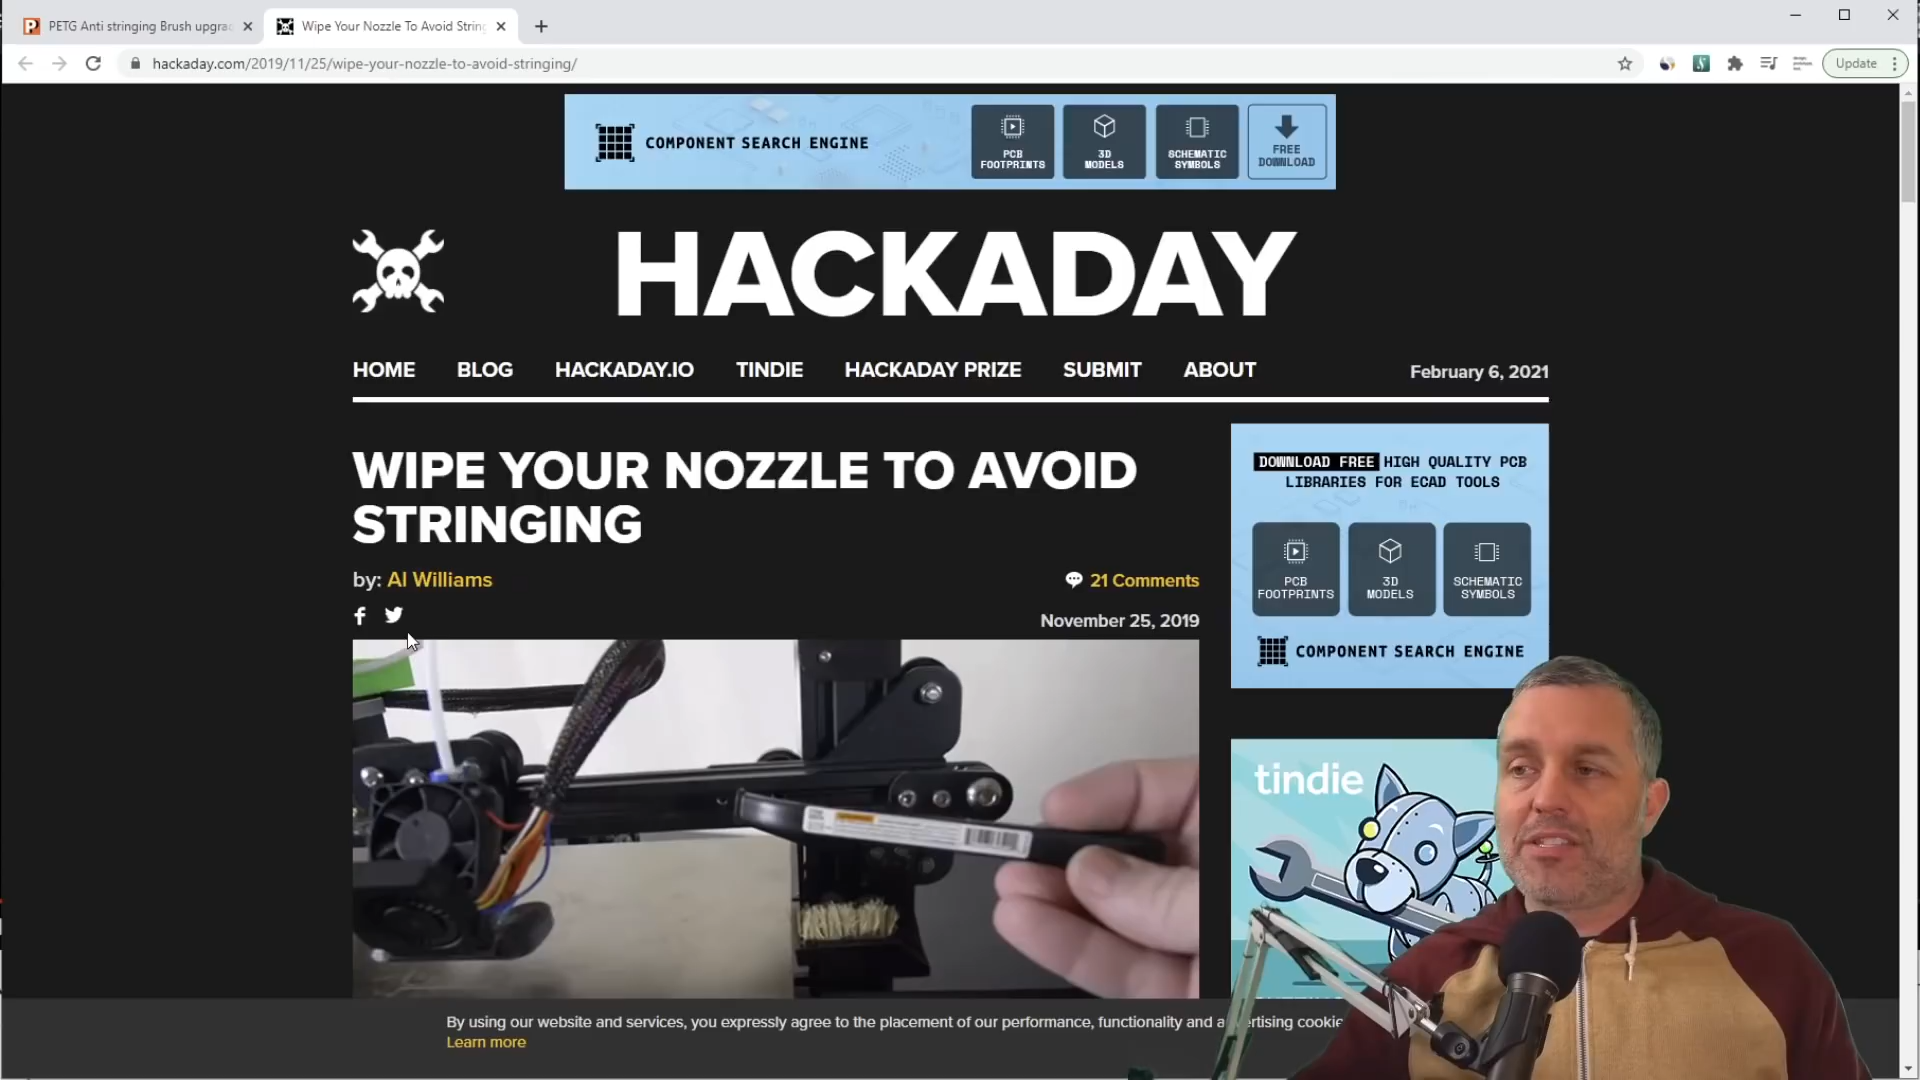 PETG Anti stringing Brush upgra
Wipe Your Nozzle To Avoid String
hackaday.com/2019/11/25/wipe-your-nozzle-to-avoid-stringing/
Update
COMPONENT SEARCH ENGINE
PCB
FOOTPRINTS
3D
MODELS
SCHEMATIC
SYMBOLS
FREE
DOWNLOAD
HACKADAY
HOME BLOG HACKADAY.IO TINDIE HACKADAY PRIZE SUBMIT ABOUT
February 6, 2021
WIPE YOUR NOZZLE TO AVOID
STRINGING
by: Al Williams
21 Comments
November 25, 2019
DOWNLOAD FREE HIGH QUALITY PCB
LIBRARIES FOR ECAD TOOLS
PCB
FOOTPRINTS
3D
MODELS
SCHEMATIC
SYMBOLS
COMPONENT SEARCH ENGINE
tindie
By using our website and services, you expressly agree to the placement of our performance, functionality and advertising cookie
Learn more